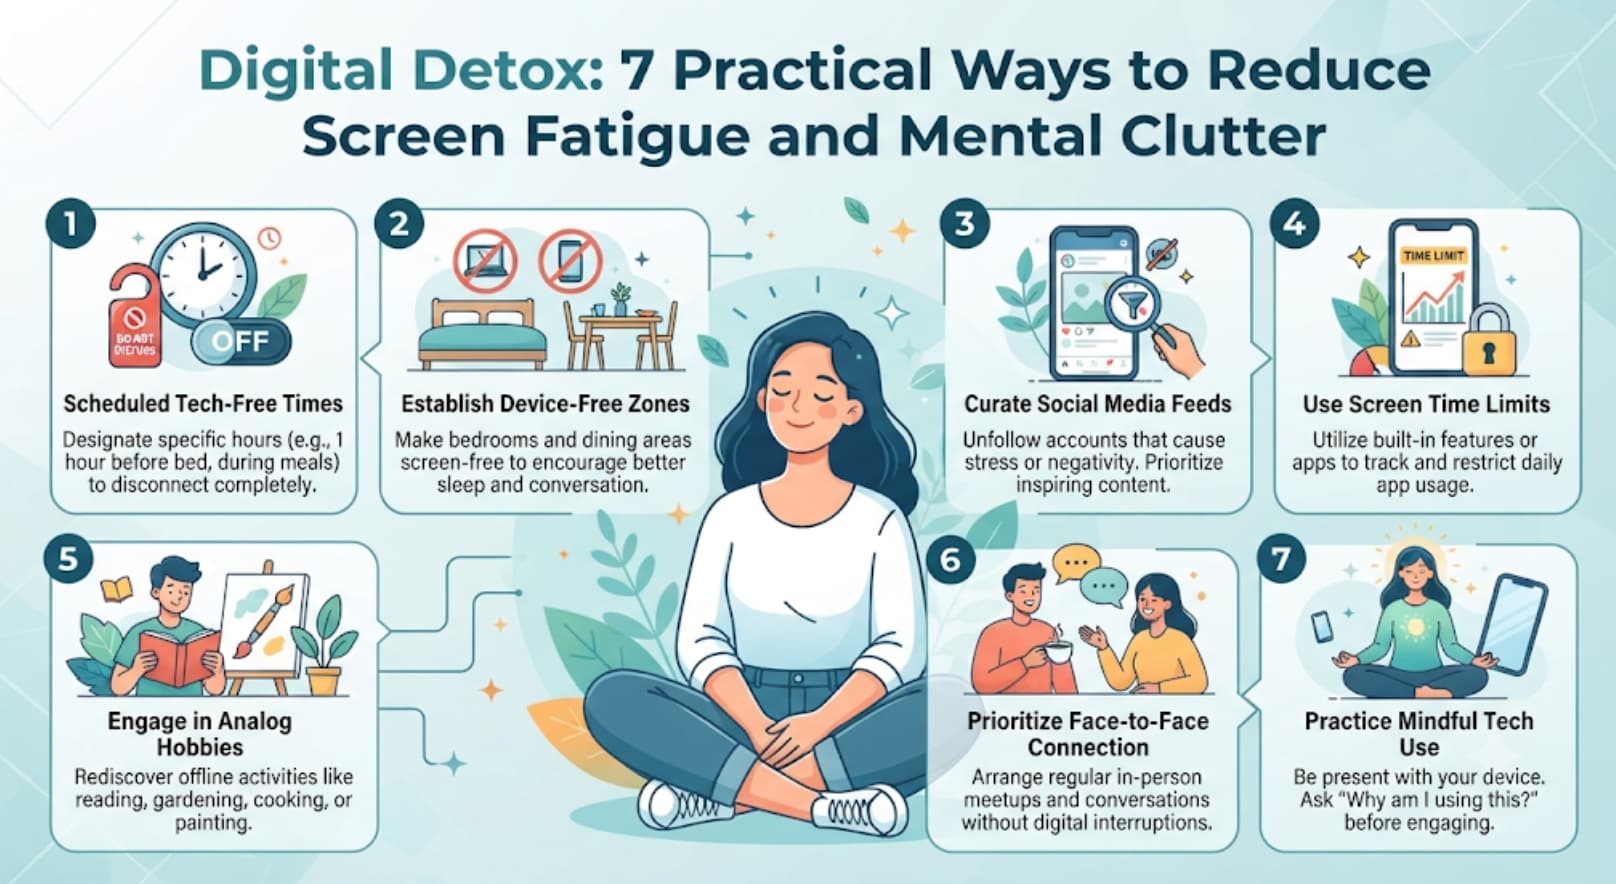 Digital Detox: 7 Practical Ways to Reduce
Screen Fatigue and Mental Clutter
1
OFF
Scheduled Tech-Free Times
Designate specific hours (e.g., 1
hour before bed, during meals)
to disconnect completely.
2
Establish Device-Free Zones
Make bedrooms and dining areas
screen-free to encourage better
sleep and conversation.
3
Curate Social Media Feeds
Unfollow accounts that cause
stress or negativity. Prioritize
inspiring content.
4
TIME LIMIT
Use Screen Time Limits
Utilize built-in features or
apps to track and restrict daily
app usage.
5
Engage in Analog
Hobbies
Rediscover offline activities like
reading, gardening, cooking, or
painting.
6
Prioritize Face-to-Face
Connection
Arrange regular in-person
meetups and conversations
without digital interruptions.
7
Practice Mindful Tech
Use
Be present with your device.
Ask "Why am I using this?"
before engaging.